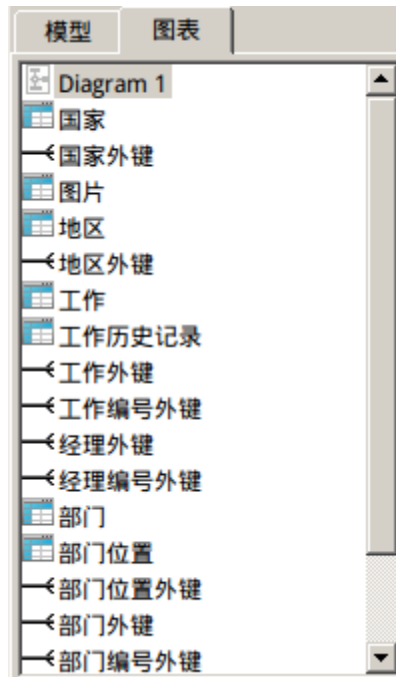 模型 图表
Diagram 1
国家
国家外键
图片
地区
地区外键
工作
工作历史记录
工作外键
工作编号外键
经理外键
经理编号外键
部门
部门位置
部门位置外键
部门外键
部门编号外键